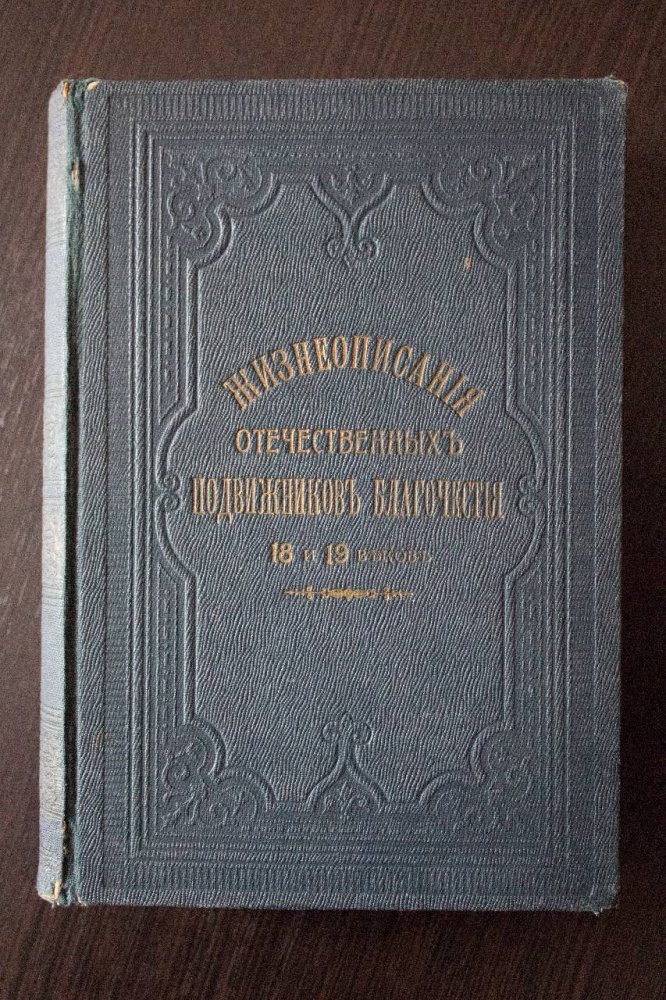 ЖИЗНЕОПИСАНІЯ
ОТЕЧЕСТВЕННЫХЪ
ПОДВИЖНИКОВЪ БЛАГОЧЕСТІЯ
18 И 19 ВѢКОВЪ.